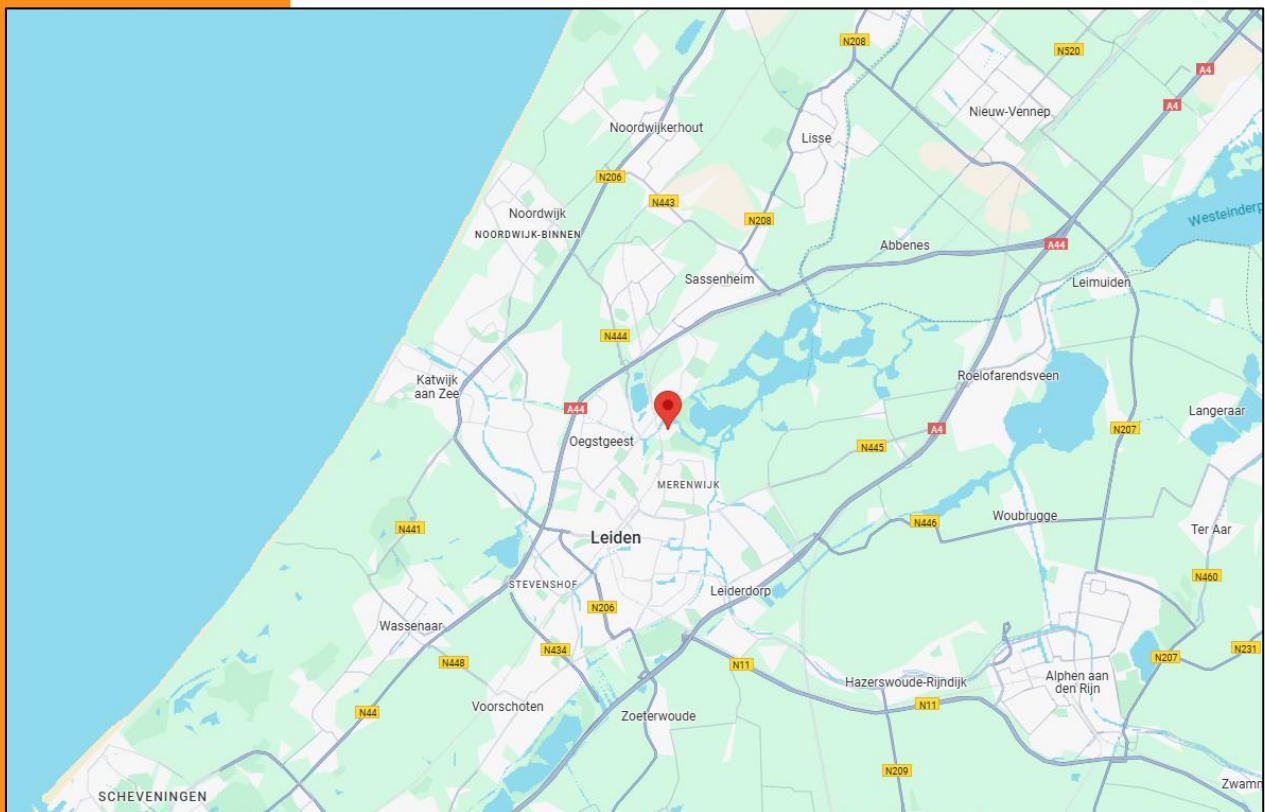 N208
N520
A4
A4
Nieuw-Vennep
Noordwijkerhout
Lisse
N206
N443
Noordwijk
N208
NOORDWIJK-BINNEN
Westeinderp
Abbenes
A44
Sassenheim
Leimuiden
N444
Katwijk
aan Zee
Roelofarendsveen
A44
Langeraar
Oegstgeest
A4
N207
N445
MERENWIJK
Woubrugge
N441
N446
Ter Aar
Leiden
STEVENSHOF
N460
Leiderdorp
N206
Wassenaar
N434
N231
N448
N11
N207
Hazerswoude-Rijndijk
Alphen aan
den Rijn
Voorschoten
N44
Zoeterwoude
N11
N209
Zwamm
SCHEVENINGEN